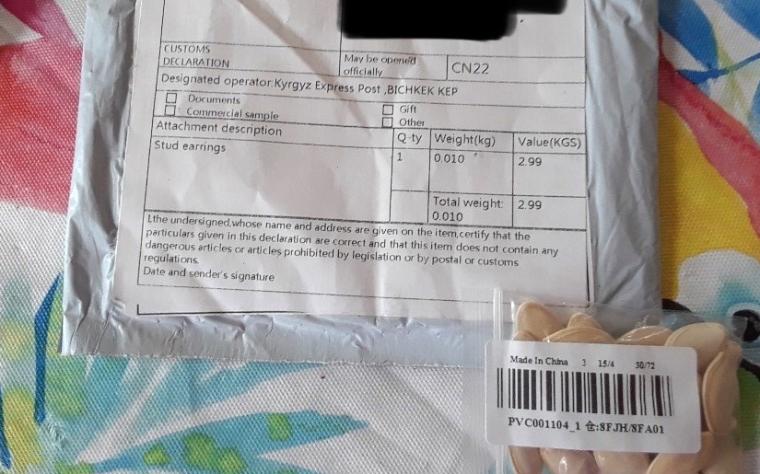 CUSTOMS
DECLARATION
May be opened
officially
CN22
Designated operator:Kyrgyz Express Post ,BICHKEK KEP
Documents
Gift
Commercial sample
Other
Attachment description
Q-ty
Weight(kg)
Value(KGS)
Stud earrings
1
0.010
2.99
Total weight:
0.010
2.99
I,the undersigned,whose name and address are given on the item,certify that the
particulars given in this declaration are correct and that this item does not contain any
dangerous articles or articles prohibited by legislation or by postal or customs
regulations.
Date and sender's signature
Made In China 3 15/4 50/72
PVC001104_1 仓:8FJH/8FA01